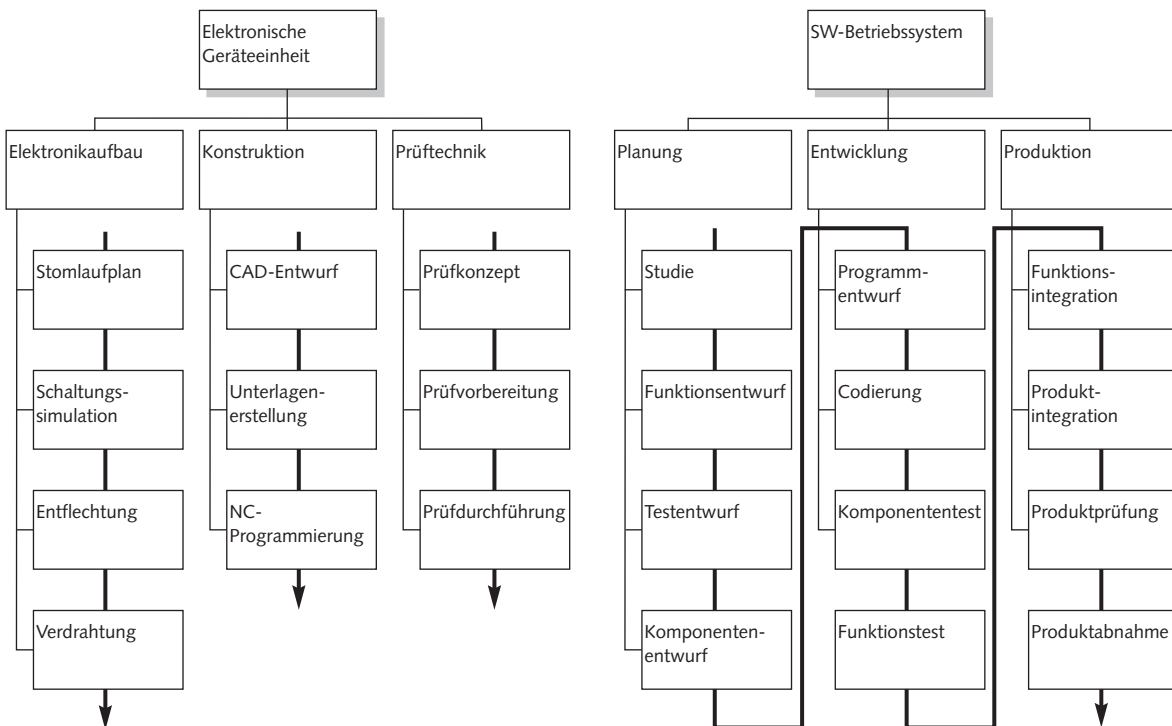 Elektronische
Geräteeinheit
Elektronikaufbau
Konstruktion
Prüftechnik
Stomlaufplan
CAD-Entwurf
Prüfkonzept
Schaltungs-
simulation
Unterlagen-
erstellung
Prüfvorbereitung
Entflechtung
NC-
Programmierung
Prüfdurchführung
Verdrahtung
SW-Betriebssystem
Planung
Entwicklung
Produktion
Studie
Programm-
entwurf
Funktions-
integration
Funktionsentwurf
Codierung
Produkt-
integration
Testentwurf
Komponententest
Produktprüfung
Komponenten-
entwurf
Funktionstest
Produktabnahme